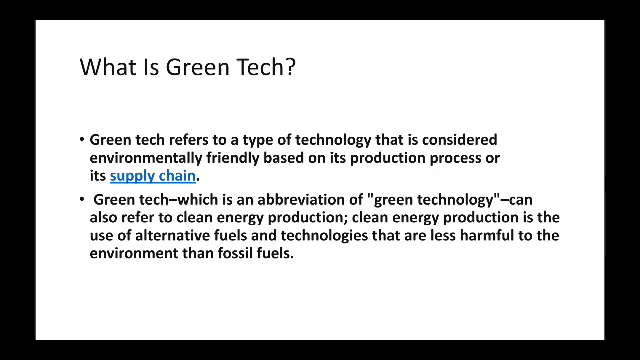 What Is Green Tech?
• Green tech refers to a type of technology that is considered
environmentally friendly based on its production process or
its supply chain.
• Green tech–which is an abbreviation of "green technology"–can
also refer to clean energy production; clean energy production is the
use of alternative fuels and technologies that are less harmful to the
environment than fossil fuels.